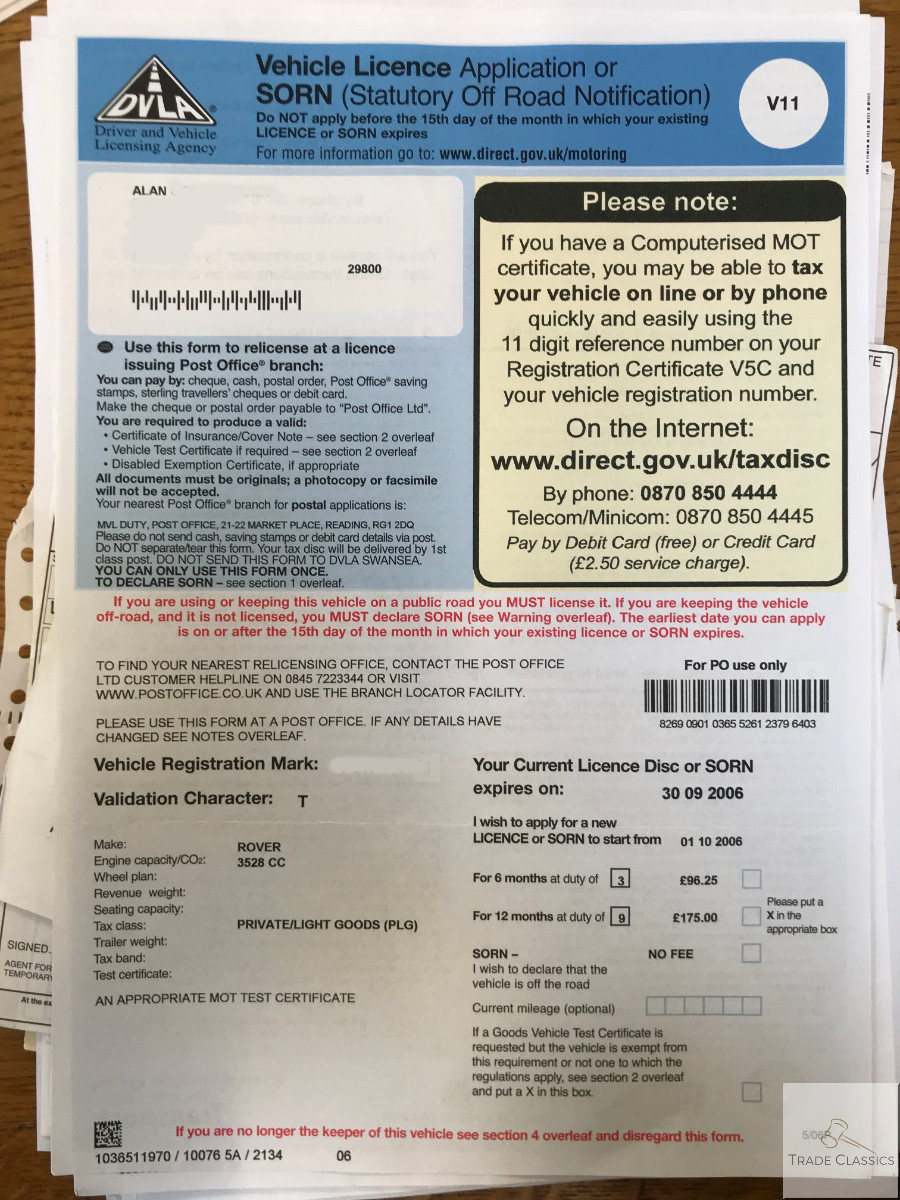 DVLA®
Driver and Vehicle
Licensing Agency
Vehicle Licence Application or
SORN (Statutory Off Road Notification)
Do NOT apply before the 15th day of the month in which your existing
LICENCE or SORN expires
For more information go to: www.direct.gov.uk/motoring
V11
ALAN
29800
Use this form to relicense at a licence
issuing Post Office® branch:
You can pay by: cheque, cash, postal order, Post Office® saving
stamps, sterling travellers' cheques or debit card.
Make the cheque or postal order payable to "Post Office Ltd".
You are required to produce a valid:
• Certificate of Insurance/Cover Note – see section 2 overleaf
• Vehicle Test Certificate if required – see section 2 overleaf
• Disabled Exemption Certificate, if appropriate
All documents must be originals; a photocopy or facsimile
will not be accepted.
Your nearest Post Office® branch for postal applications is:
MVL DUTY, POST OFFICE, 21-22 MARKET PLACE, READING, RG1 2DQ
Please do not send cash, saving stamps or debit card details via post.
Do NOT separate/tear this form. Your tax disc will be delivered by 1st
class post. DO NOT SEND THIS FORM TO DVLA SWANSEA.
YOU CAN ONLY USE THIS FORM ONCE.
TO DECLARE SORN – see section 1 overleaf.
Please note:
If you have a Computerised MOT
certificate, you may be able to tax
your vehicle on line or by phone
quickly and easily using the
11 digit reference number on your
Registration Certificate V5C and
your vehicle registration number.
On the Internet:
www.direct.gov.uk/taxdisc
By phone: 0870 850 4444
Telecom/Minicom: 0870 850 4445
Pay by Debit Card (free) or Credit Card
(£2.50 service charge).
If you are using or keeping this vehicle on a public road you MUST license it. If you are keeping the vehicle
off-road, and it is not licensed, you MUST declare SORN (see Warning overleaf). The earliest date you can apply
is on or after the 15th day of the month in which your existing licence or SORN expires.
TO FIND YOUR NEAREST RELICENSING OFFICE, CONTACT THE POST OFFICE
LTD CUSTOMER HELPLINE ON 0845 7223344 OR VISIT
WWW.POSTOFFICE.CO.UK AND USE THE BRANCH LOCATOR FACILITY.
PLEASE USE THIS FORM AT A POST OFFICE. IF ANY DETAILS HAVE
CHANGED SEE NOTES OVERLEAF.
For PO use only
8269 0901 0365 5261 2379 6403
Vehicle Registration Mark:
Validation Character: T
Make: ROVER
Engine capacity/CO2: 3528 CC
Wheel plan:
Revenue weight:
Seating capacity:
Tax class: PRIVATE/LIGHT GOODS (PLG)
Trailer weight:
Tax band:
Test certificate:
AN APPROPRIATE MOT TEST CERTIFICATE
Your Current Licence Disc or SORN
expires on: 30 09 2006
I wish to apply for a new
LICENCE or SORN to start from 01 10 2006
For 6 months at duty of 3 £96.25
For 12 months at duty of 9 £175.00
Please put a
X in the
appropriate box
SORN – NO FEE
I wish to declare that the
vehicle is off the road
Current mileage (optional)
If a Goods Vehicle Test Certificate is
requested but the vehicle is exempt from
this requirement or not one to which the
regulations apply, see section 2 overleaf
and put a X in this box.
If you are no longer the keeper of this vehicle see section 4 overleaf and disregard this form.
5/06
1036511970 / 10076 5A / 2134 06
SIGNED,
AGENT FOR
TEMPORARY
At the ex
TE
TRADE CLASSICS